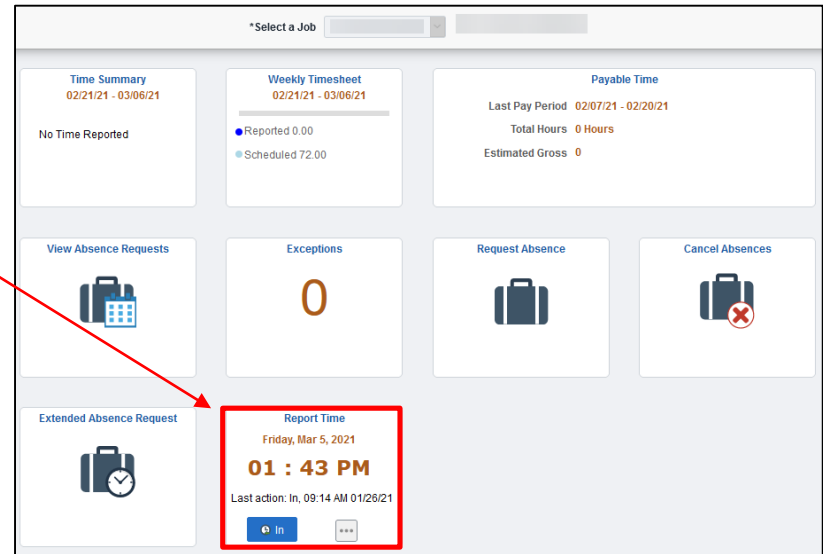 *Select a Job
Time Summary
02/21/21 - 03/06/21
No Time Reported
Weekly Timesheet
02/21/21 - 03/06/21
Reported 0.00
Scheduled 72.00
Payable Time
Last Pay Period 02/07/21 - 02/20/21
Total Hours 0 Hours
Estimated Gross 0
View Absence Requests
Exceptions
0
Request Absence
Cancel Absences
Extended Absence Request
Report Time
Friday, Mar 5, 2021
01 : 43 PM
Last action: In, 09:14 AM 01/26/21
In